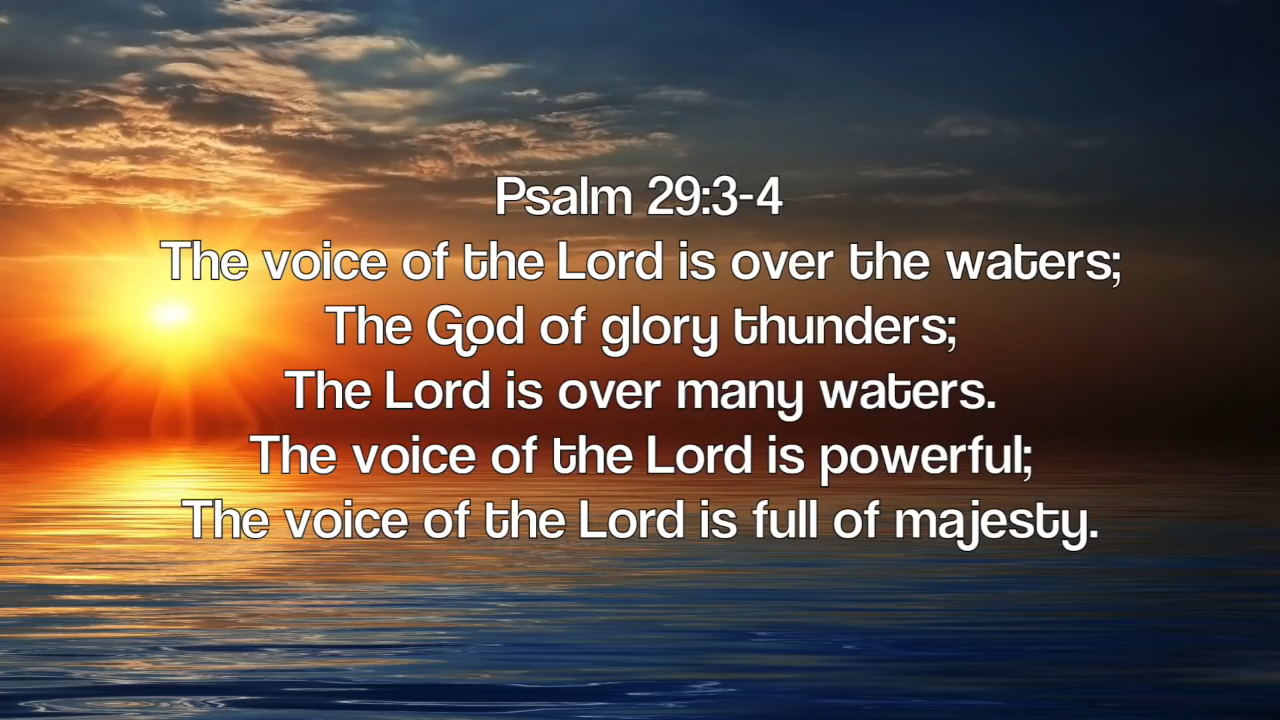 Psalm 29:3-4
The voice of the Lord is over the waters;
The God of glory thunders;
The Lord is over many waters.
The voice of the Lord is powerful;
The voice of the Lord is full of majesty.